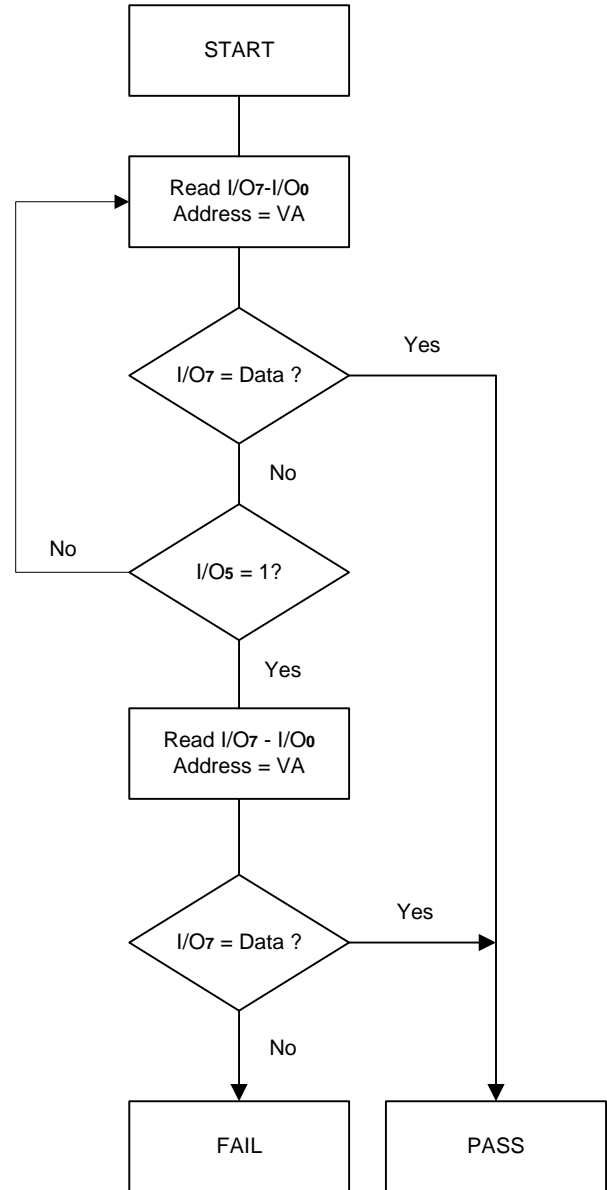 START
Read I/O7-I/O0
Address = VA
I/O7 = Data ?
Yes
No
I/O5 = 1?
No
Yes
Read I/O7 - I/O0
Address = VA
I/O7 = Data ?
Yes
No
FAIL
PASS